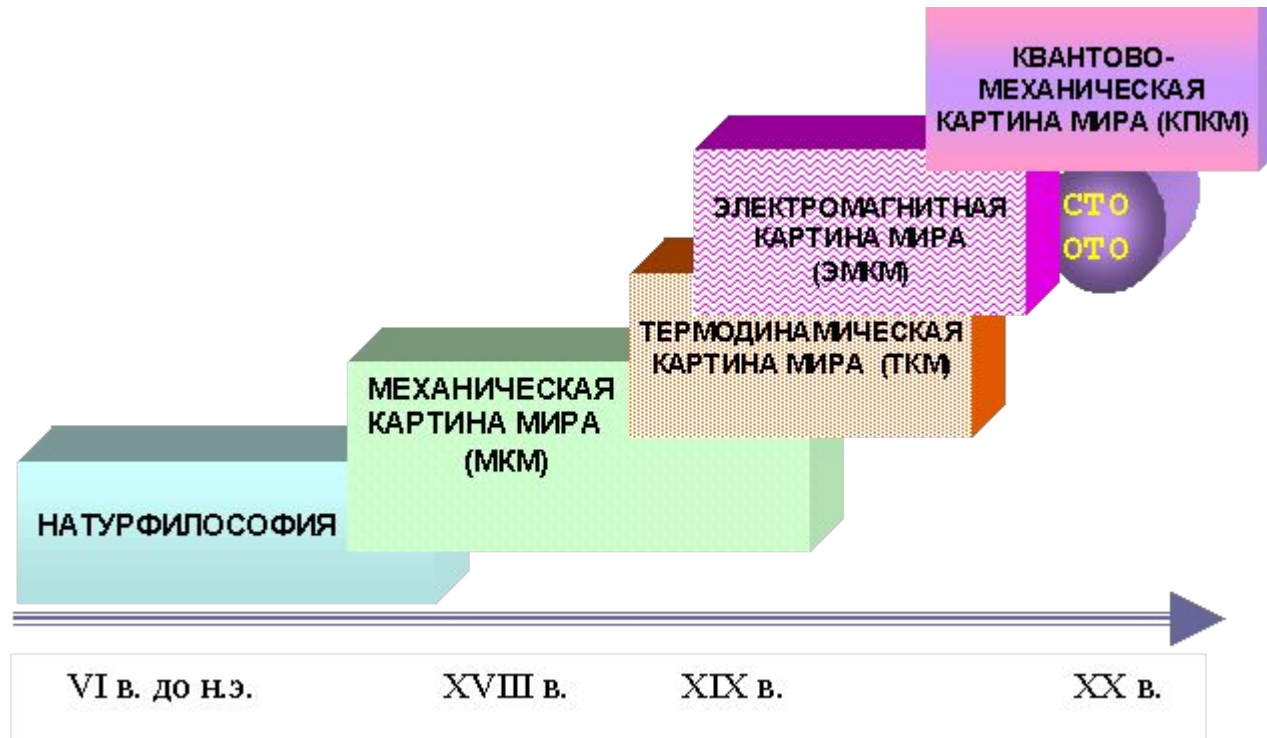 КВАНТОВО-
МЕХАНИЧЕСКАЯ
КАРТИНА МИРА (КПКМ)
ЭЛЕКТРОМАГНИТНАЯ
КАРТИНА МИРА
(ЭМКМ)
СТО
ОТО
ТЕРМОДИНАМИЧЕСКАЯ
КАРТИНА МИРА (ТКМ)
МЕХАНИЧЕСКАЯ
КАРТИНА МИРА
(МКМ)
НАТУРФИЛОСОФИЯ
VI в. до н.э. XVIII в. XIX в. XX в.